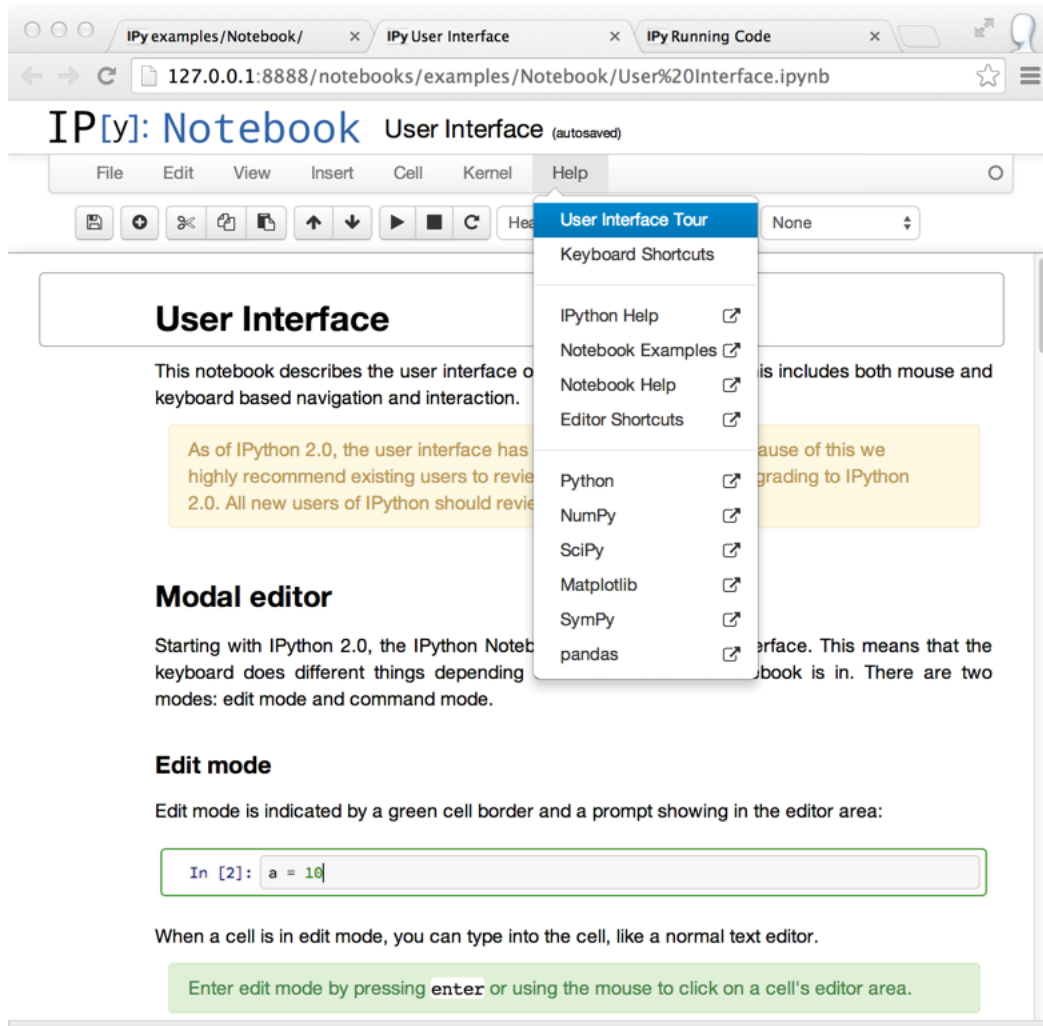 IPy examples/Notebook/ × IPy User Interface × IPy Running Code ×
127.0.0.1:8888/notebooks/examples/Notebook/User%20Interface.ipynb
IP[y]: Notebook User Interface (autosaved)
File Edit View Insert Cell Kernel Help
None
User Interface Tour
Keyboard Shortcuts
IPython Help
Notebook Examples
Notebook Help
Editor Shortcuts
Python
NumPy
SciPy
Matplotlib
SymPy
pandas
User Interface
This notebook describes the user interface is includes both mouse and
keyboard based navigation and interaction.
As of IPython 2.0, the user interface has of this we
highly recommend existing users to IPython
2.0. All new users of IPython should
Modal editor
Starting with IPython 2.0, the IPython This means that the
keyboard does different things depending is in. There are two
modes: edit mode and command mode.
Edit mode
Edit mode is indicated by a green cell border and a prompt showing in the editor area:
In [2]: a = 10
When a cell is in edit mode, you can type into the cell, like a normal text editor.
Enter edit mode by pressing enter or using the mouse to click on a cell's editor area.